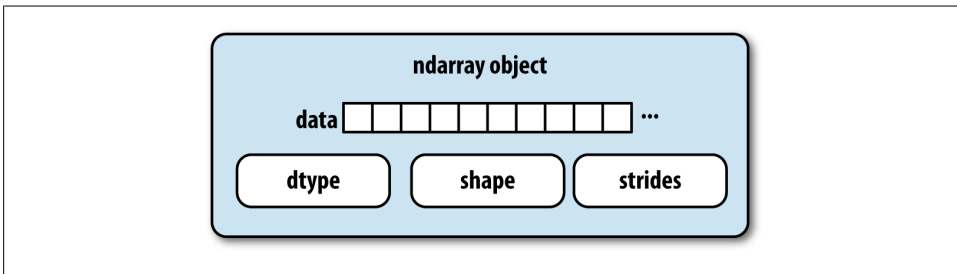 ndarray object
data ...
dtype shape strides